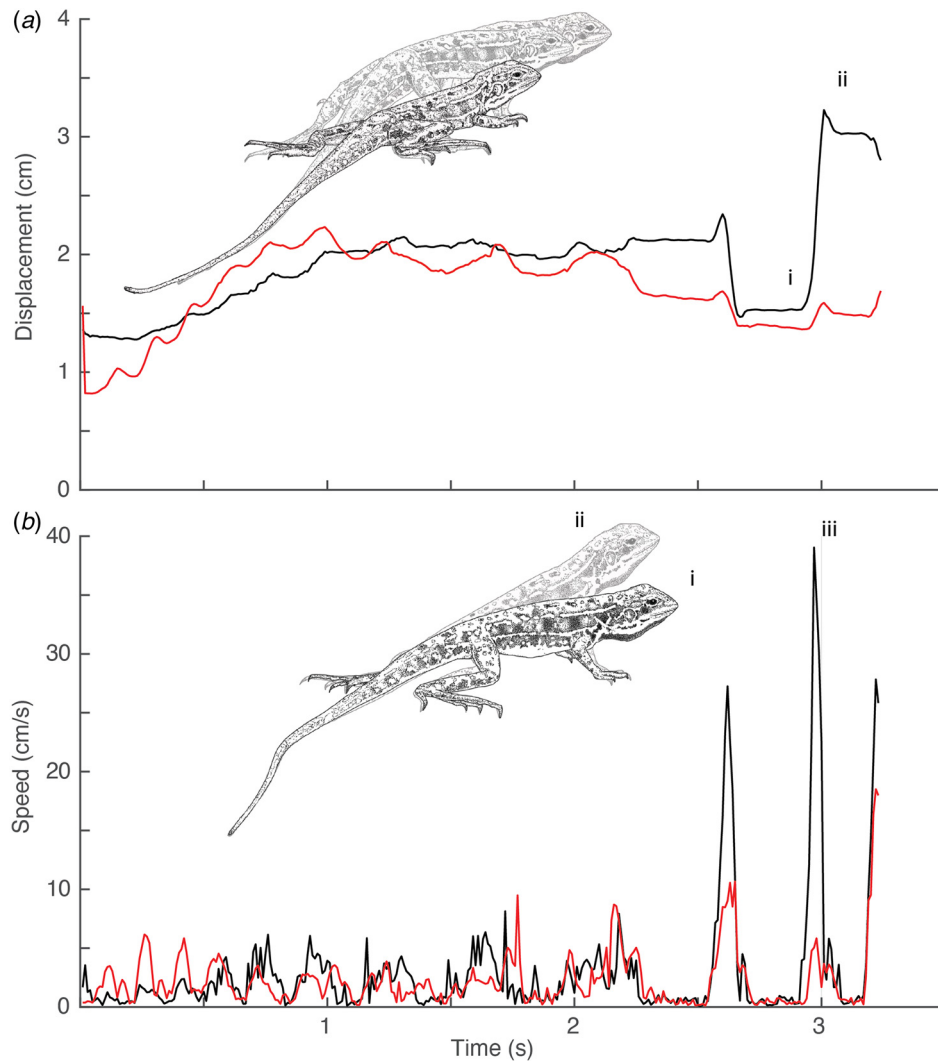 (a)
4
ii
3
Displacement (cm)
2
i
1
0
(b)
40
ii
iii
i
30
Speed (cm/s)
20
10
0
1
2
3
Time (s)